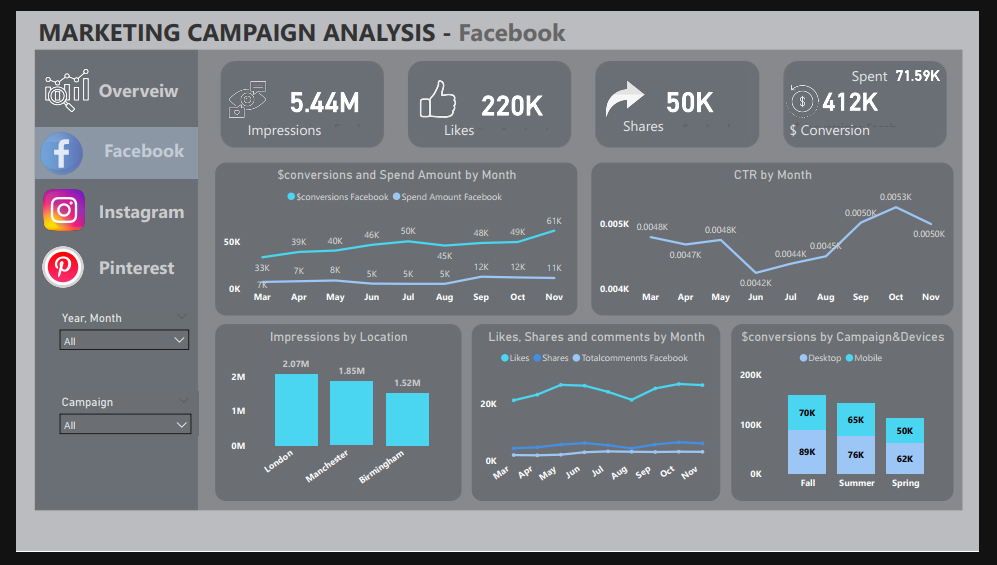 MARKETING CAMPAIGN ANALYSIS - Facebook
Overveiw
Facebook
Instagram
Pinterest
Year, Month
All
Campaign
All
5.44M
Impressions
220K
Likes
50K
Shares
Spent 71.59K
412K
$ Conversion
$conversions and Spend Amount by Month
$conversions Facebook Spend Amount Facebook
50K
0K
33K 39K 40K 46K 50K 45K 48K 49K 61K
7K 7K 8K 5K 5K 5K 12K 12K 11K
Mar Apr May Jun Jul Aug Sep Oct Nov
CTR by Month
0.005K
0.004K
0.0048K 0.0047K 0.0048K 0.0042K 0.0044K 0.0045K 0.0050K 0.0053K 0.0050K
Mar Apr May Jun Jul Aug Sep Oct Nov
Impressions by Location
2M
1M
0M
2.07M 1.85M 1.52M
London Manchester Birmingham
Likes, Shares and comments by Month
Likes Shares Totalcommennts Facebook
20K
0K
Mar Apr May Jun Jul Aug Sep Oct Nov
$conversions by Campaign&Devices
Desktop Mobile
200K
100K
0K
70K 65K 50K
89K 76K 62K
Fall Summer Spring